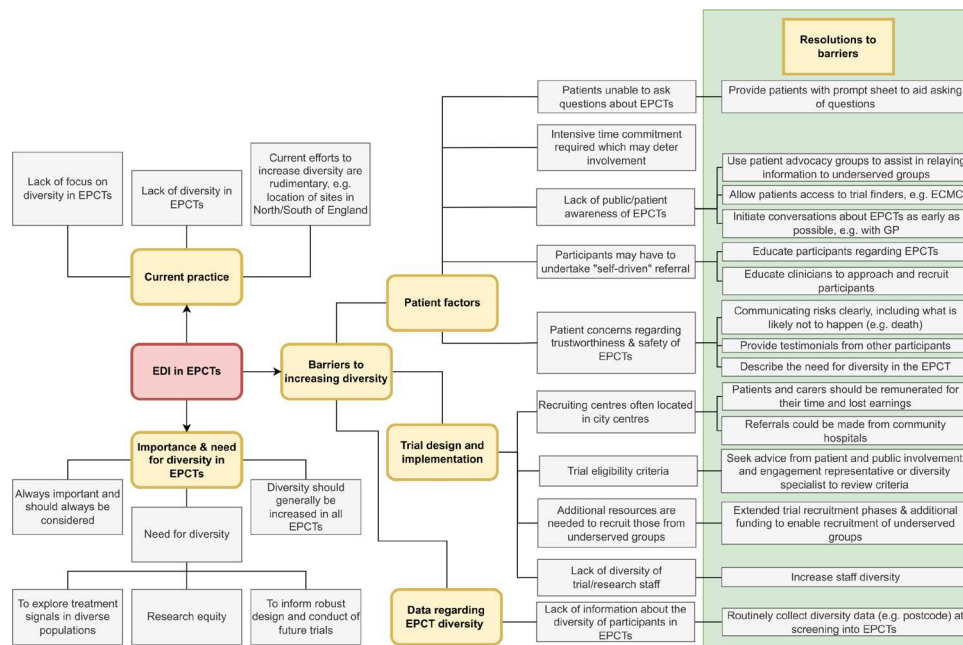 Resolutions to
barriers
Patients unable to ask
questions about EPCTs
Provide patients with prompt sheet to aid asking
of questions
Intensive time commitment
required which may deter
involvement
Lack of public/patient
awareness of EPCTs
Use patient advocacy groups to assist in relaying
information to underserved groups
Allow patients access to trial finders, e.g. ECMC
Initiate conversations about EPCTs as early as
possible, e.g. with GP
Participants may have to
undertake "self-driven" referral
Educate participants regarding EPCTs
Educate clinicians to approach and recruit
participants
Patient concerns regarding
trustworthiness & safety of
EPCTs
Communicating risks clearly, including what is
likely not to happen (e.g. death)
Provide testimonials from other participants
Describe the need for diversity in the EPCT
Recruiting centres often located
in city centres
Patients and carers should be remunerated for
their time and lost earnings
Referrals could be made from community
hospitals
Trial eligibility criteria
Seek advice from patient and public involvement
and engagement representative or diversity
specialist to review criteria
Additional resources are
needed to recruit those from
underserved groups
Extended trial recruitment phases & additional
funding to enable recruitment of underserved
groups
Lack of diversity of
trial/research staff
Increase staff diversity
Lack of information about the
diversity of participants in
EPCTs
Routinely collect diversity data (e.g. postcode) at
screening into EPCTs
Lack of focus on
diversity in EPCTs
Lack of diversity in
EPCTs
Current efforts to
increase diversity are
rudimentary, e.g.
location of sites in
North/South of England
Current practice
EDI in EPCTs
Barriers to
increasing diversity
Patient factors
Trial design and
implementation
Data regarding
EPCT diversity
Importance & need
for diversity in
EPCTs
Always important and
should always be
considered
Need for diversity
Diversity should
generally be
increased in all
EPCTs
To explore treatment
signals in diverse
populations
Research equity
To inform robust
design and conduct of
future trials